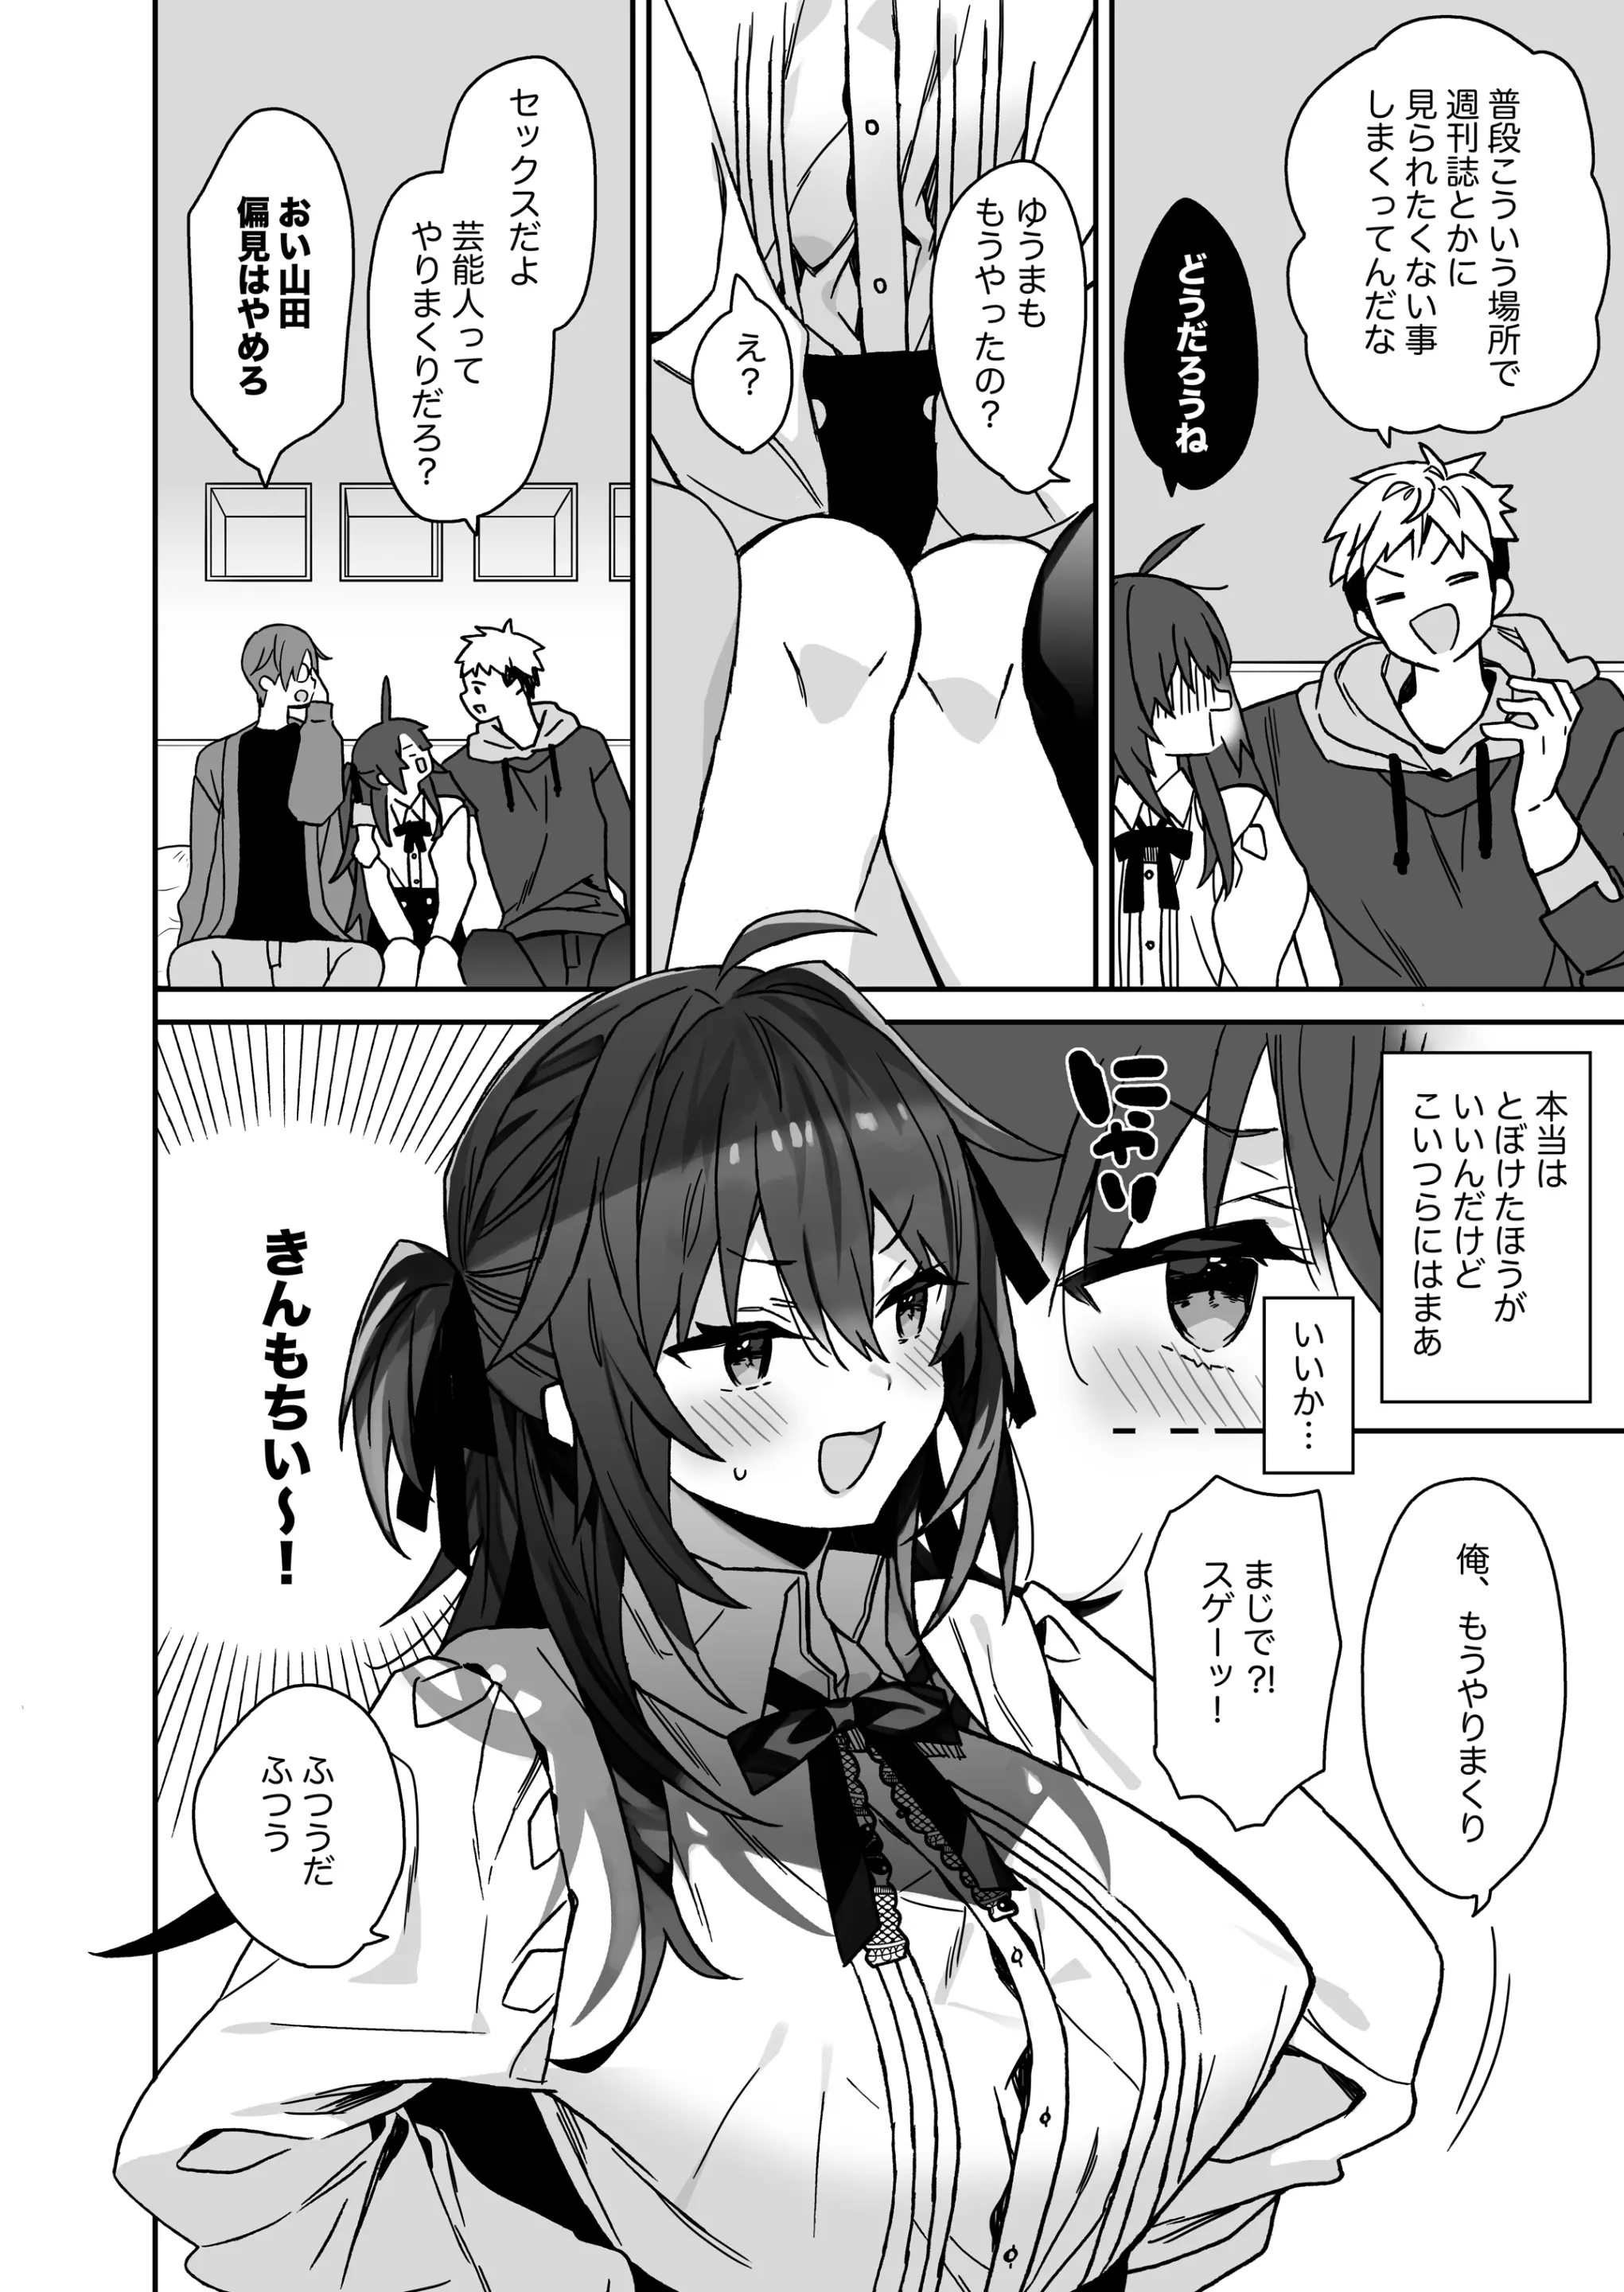 普段こういう場所で
週刊誌とかに
見られたくない事
しまくってんだな
どうだろうね
ゆうまも
もうやったの？
え？
セックスだよ
芸能人って
やりまくりだろ？
おい山田
偏見はやめろ
本当は
とぼけたほうが
いいんだけど
こいつらにはまあ
いいか…
にやり
俺、もうやりまくり
まじで?!
スゲーッ！
きんもちい～！
ふつうだ
ふつう